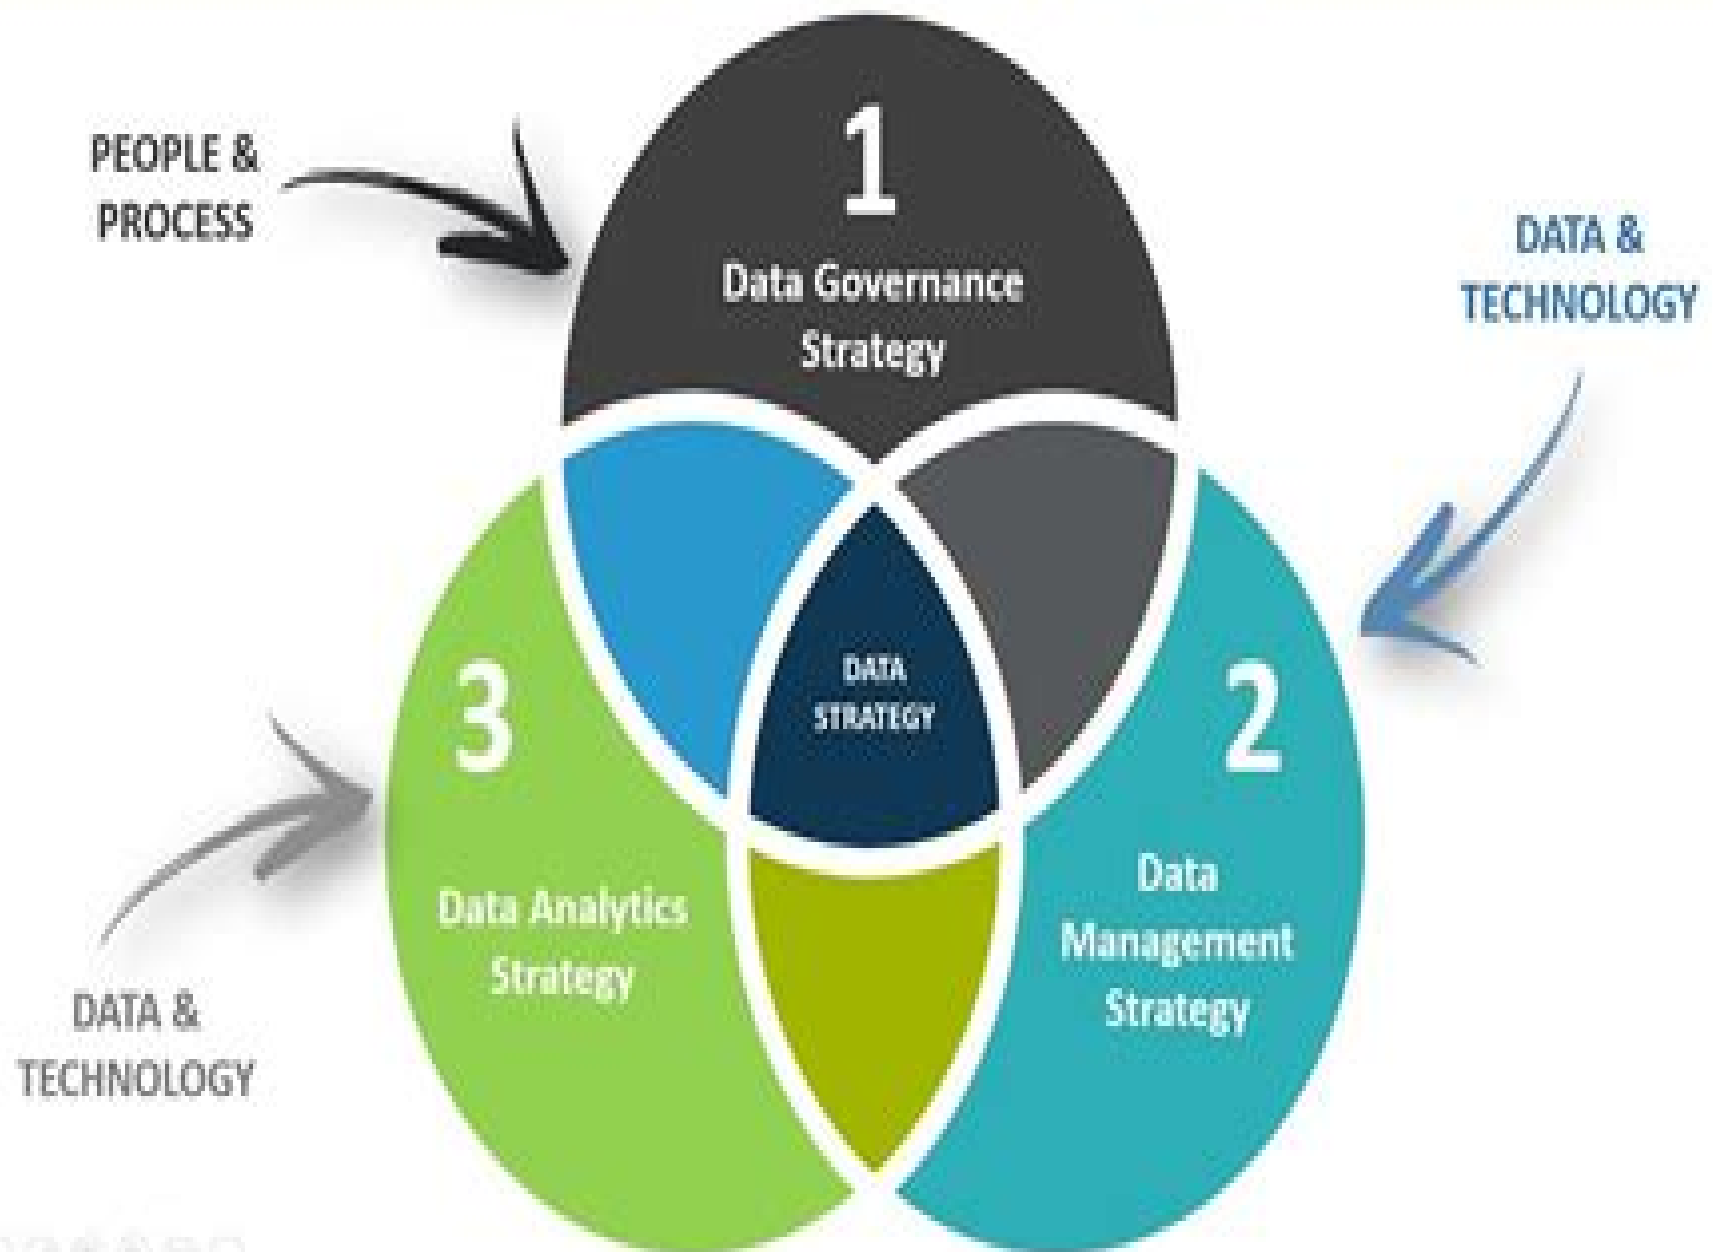 PEOPLE &
PROCESS
1
Data Governance
Strategy
DATA &
TECHNOLOGY
DATA
STRATEGY
3
Data Analytics
Strategy
2
Data
Management
Strategy
DATA &
TECHNOLOGY